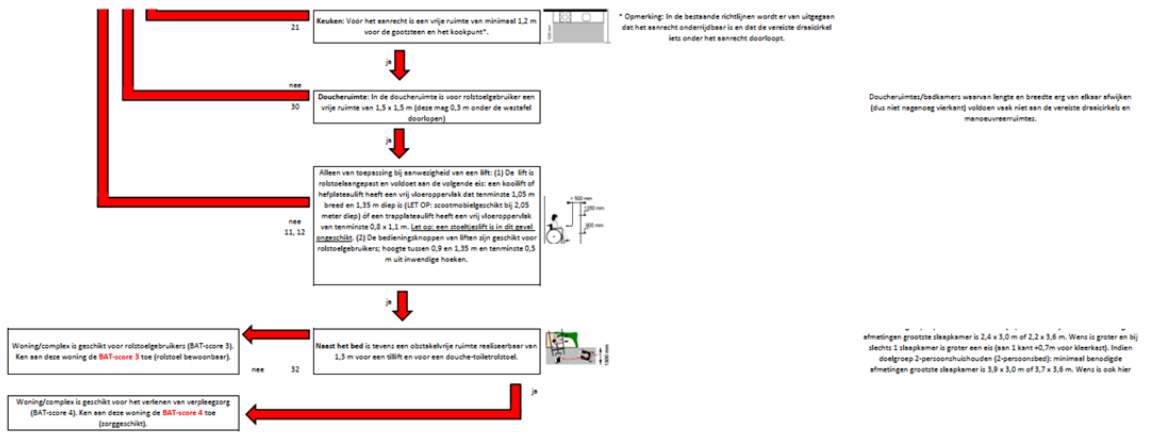 21
Keuken: Vóór het aanrecht is een vrije ruimte van minimaal 1,2 m
voor de gootsteen en het kookpunt*.
* Opmerking: In de bestaande richtlijnen wordt er van uitgegaan
dat het aanrecht onderrijdbaar is en dat de vereiste draaicirkel
iets onder het aanrecht doorloopt.
ja
nee
30
Doucheruimte: In de doucheruimte is voor rolstoelgebruiker een
vrije ruimte van 1,5 x 1,5 m (deze mag 0,3 m onder de wastafel
doorlopen)
Doucheruimtes/badkamers waarvan lengte en breedte erg van elkaar afwijken
(dus niet nagenoeg vierkant) voldoen vaak niet aan de vereiste draaicirkels en
manoeuvreerruimtes.
ja
Alleen van toepassing bij aanwezigheid van een lift: (1) De lift is
rolstoelaangepast en voldoet aan de volgende eis: een kooilift of
hefplateaulift heeft een vrij vloeroppervlak dat tenminste 1,05 m
breed en 1,35 m diep is (LET OP: scootmobielgeschikt bij 2,05
meter diep) óf een trapplateaulift heeft een vrij vloeroppervlak
van tenminste 0,8 x 1,1 m. Let op: een stoeltjeslift is in dit geval
ongeschikt. (2) De bedieningsknoppen van liften zijn geschikt voor
rolstoelgebruikers; hoogte tussen 0,9 en 1,35 m en tenminste 0,5
m uit inwendige hoeken.
nee
11, 12
> 500 mm
1350 mm
900 mm
ja
Woning/complex is geschikt voor rolstoelgebruikers (BAT-score 3).
Ken aan deze woning de BAT-score 3 toe (rolstoel bewoonbaar).
nee
32
Naast het bed is tevens een obstakelvrije ruimte realiseerbaar van
1,3 m voor een tillift en voor een douche-toiletrolstoel.
afmetingen grootste slaapkamer is 2,4 x 3,0 m of 2,2 x 3,6 m. Wens is groter en bij
slechts 1 slaapkamer is groter een eis (aan 1 kant +0,7m voor kleerkast). Indien
doelgroep 2-persoonshuishouden (2-persoonsbed): minimaal benodigde
afmetingen grootste slaapkamer is 3,9 x 3,0 m of 3,7 x 3,6 m. Wens is ook hier
ja
Woning/complex is geschikt voor het verlenen van verpleegzorg
(BAT-score 4). Ken aan deze woning de BAT-score 4 toe
(zorggeschikt).